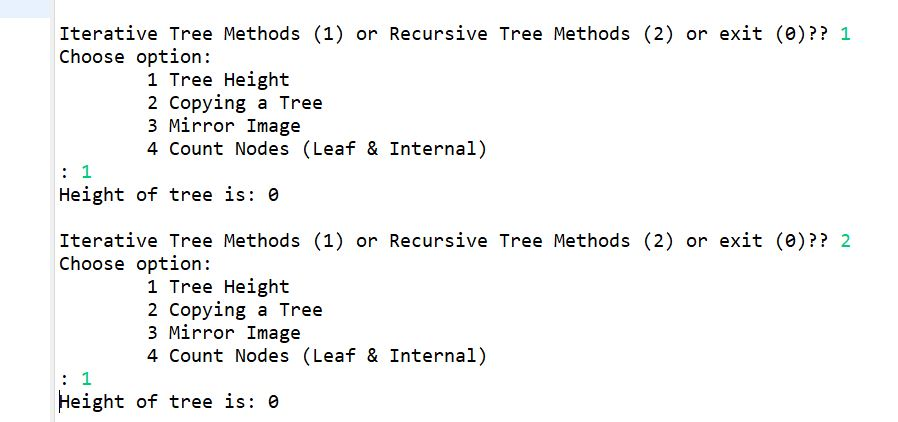 Iterative Tree Methods (1) or Recursive Tree Methods (2) or exit (0)?? 1
Choose option:
1 Tree Height
2 Copying a Tree
3 Mirror Image
4 Count Nodes (Leaf & Internal)
: 1
Height of tree is: 0
Iterative Tree Methods (1) or Recursive Tree Methods (2) or exit (0)?? 2
Choose option:
1 Tree Height
2 Copying a Tree
3 Mirror Image
4 Count Nodes (Leaf & Internal)
: 1
Height of tree is: 0